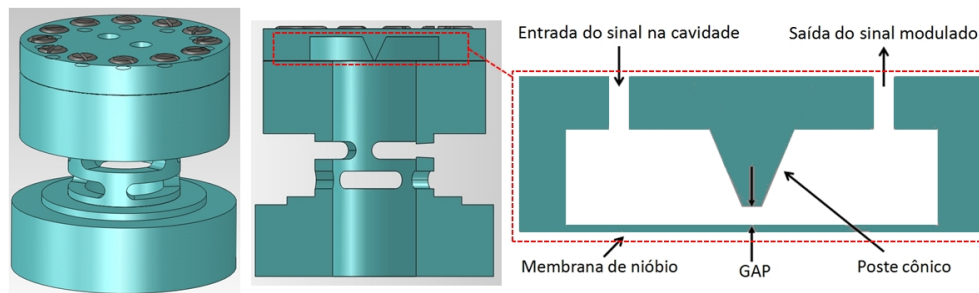 Entrada do sinal na cavidade
Saída do sinal modulado
Membrana de nióbio
GAP
Poste cônico